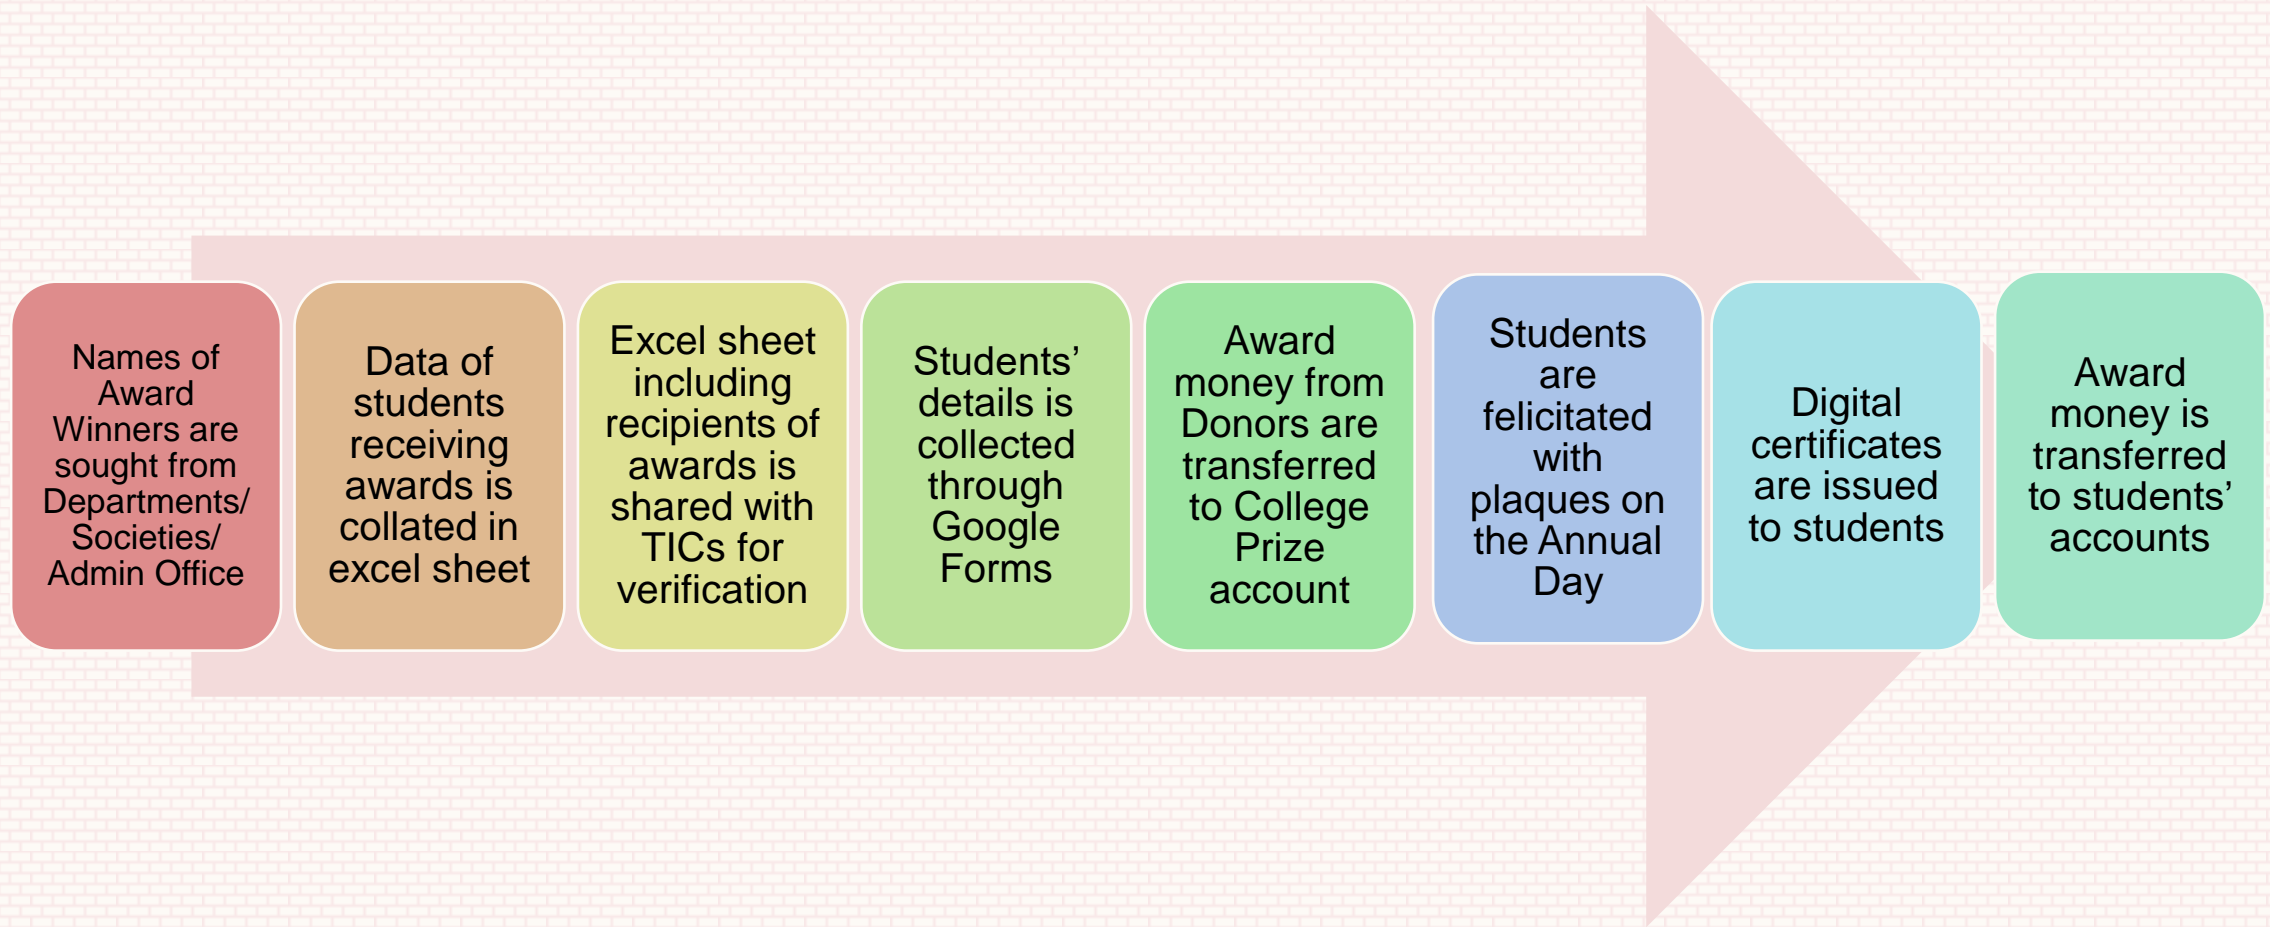 Names of
Award
Winners are
sought from
Departments/
Societies/
Admin Office
Data of
students
receiving
awards is
collated in
excel sheet
Excel sheet
including
recipients of
awards is
shared with
TICs for
verification
Students’
details is
collected
through
Google
Forms
Award
money from
Donors are
transferred
to College
Prize
account
Students
are
felicitated
with
plaques on
the Annual
Day
Digital
certificates
are issued
to students
Award
money is
transferred
to students’
accounts